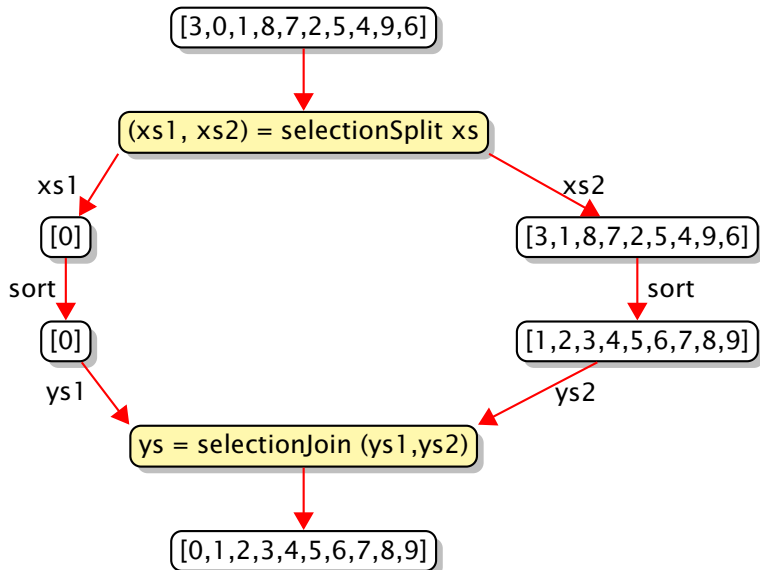 [3,0,1,8,7,2,5,4,9,6]
(xs1, xs2) = selectionSplit xs
xs1
xs2
[0]
[3,1,8,7,2,5,4,9,6]
sort
sort
[0]
[1,2,3,4,5,6,7,8,9]
ys1
ys2
ys = selectionJoin (ys1,ys2)
[0,1,2,3,4,5,6,7,8,9]